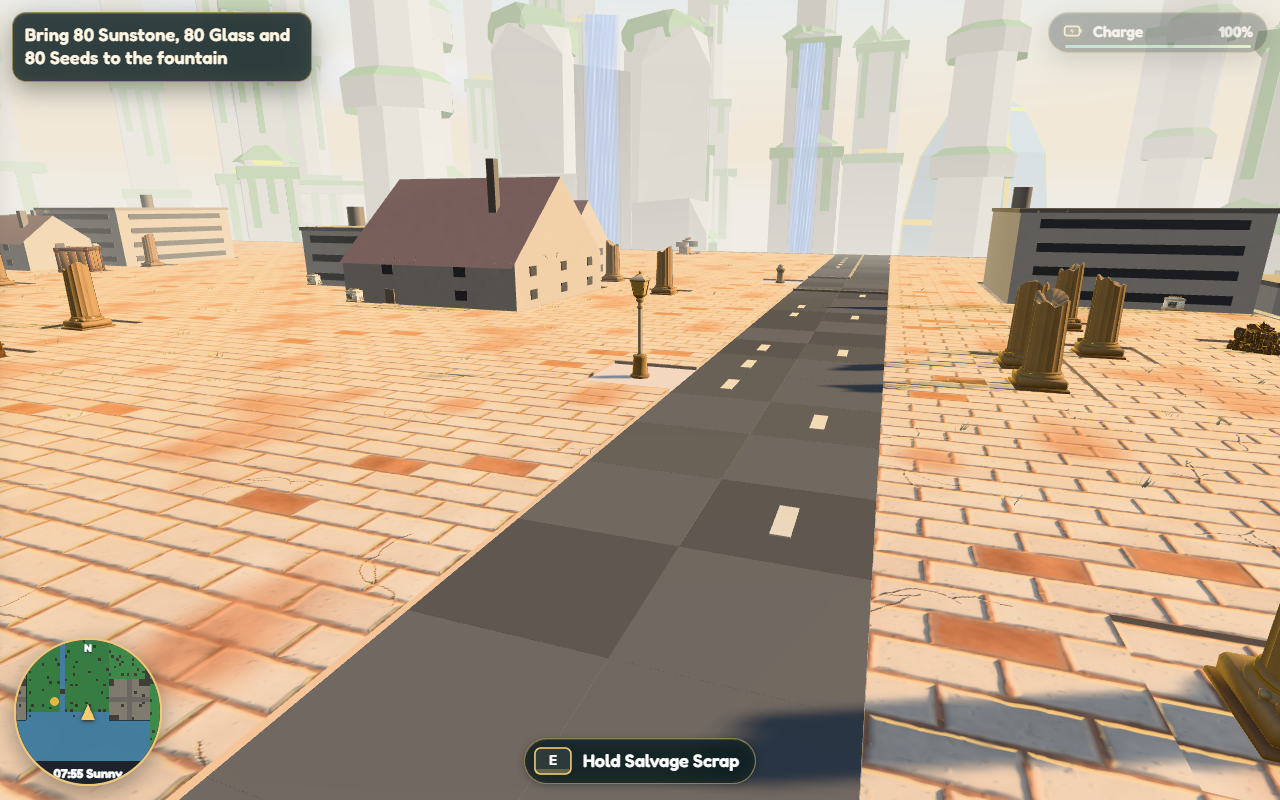 Bring 80 Sunstone, 80 Glass and
80 Seeds to the fountain
Charge 100%
N
07:55 Sunny
E Hold Salvage Scrap